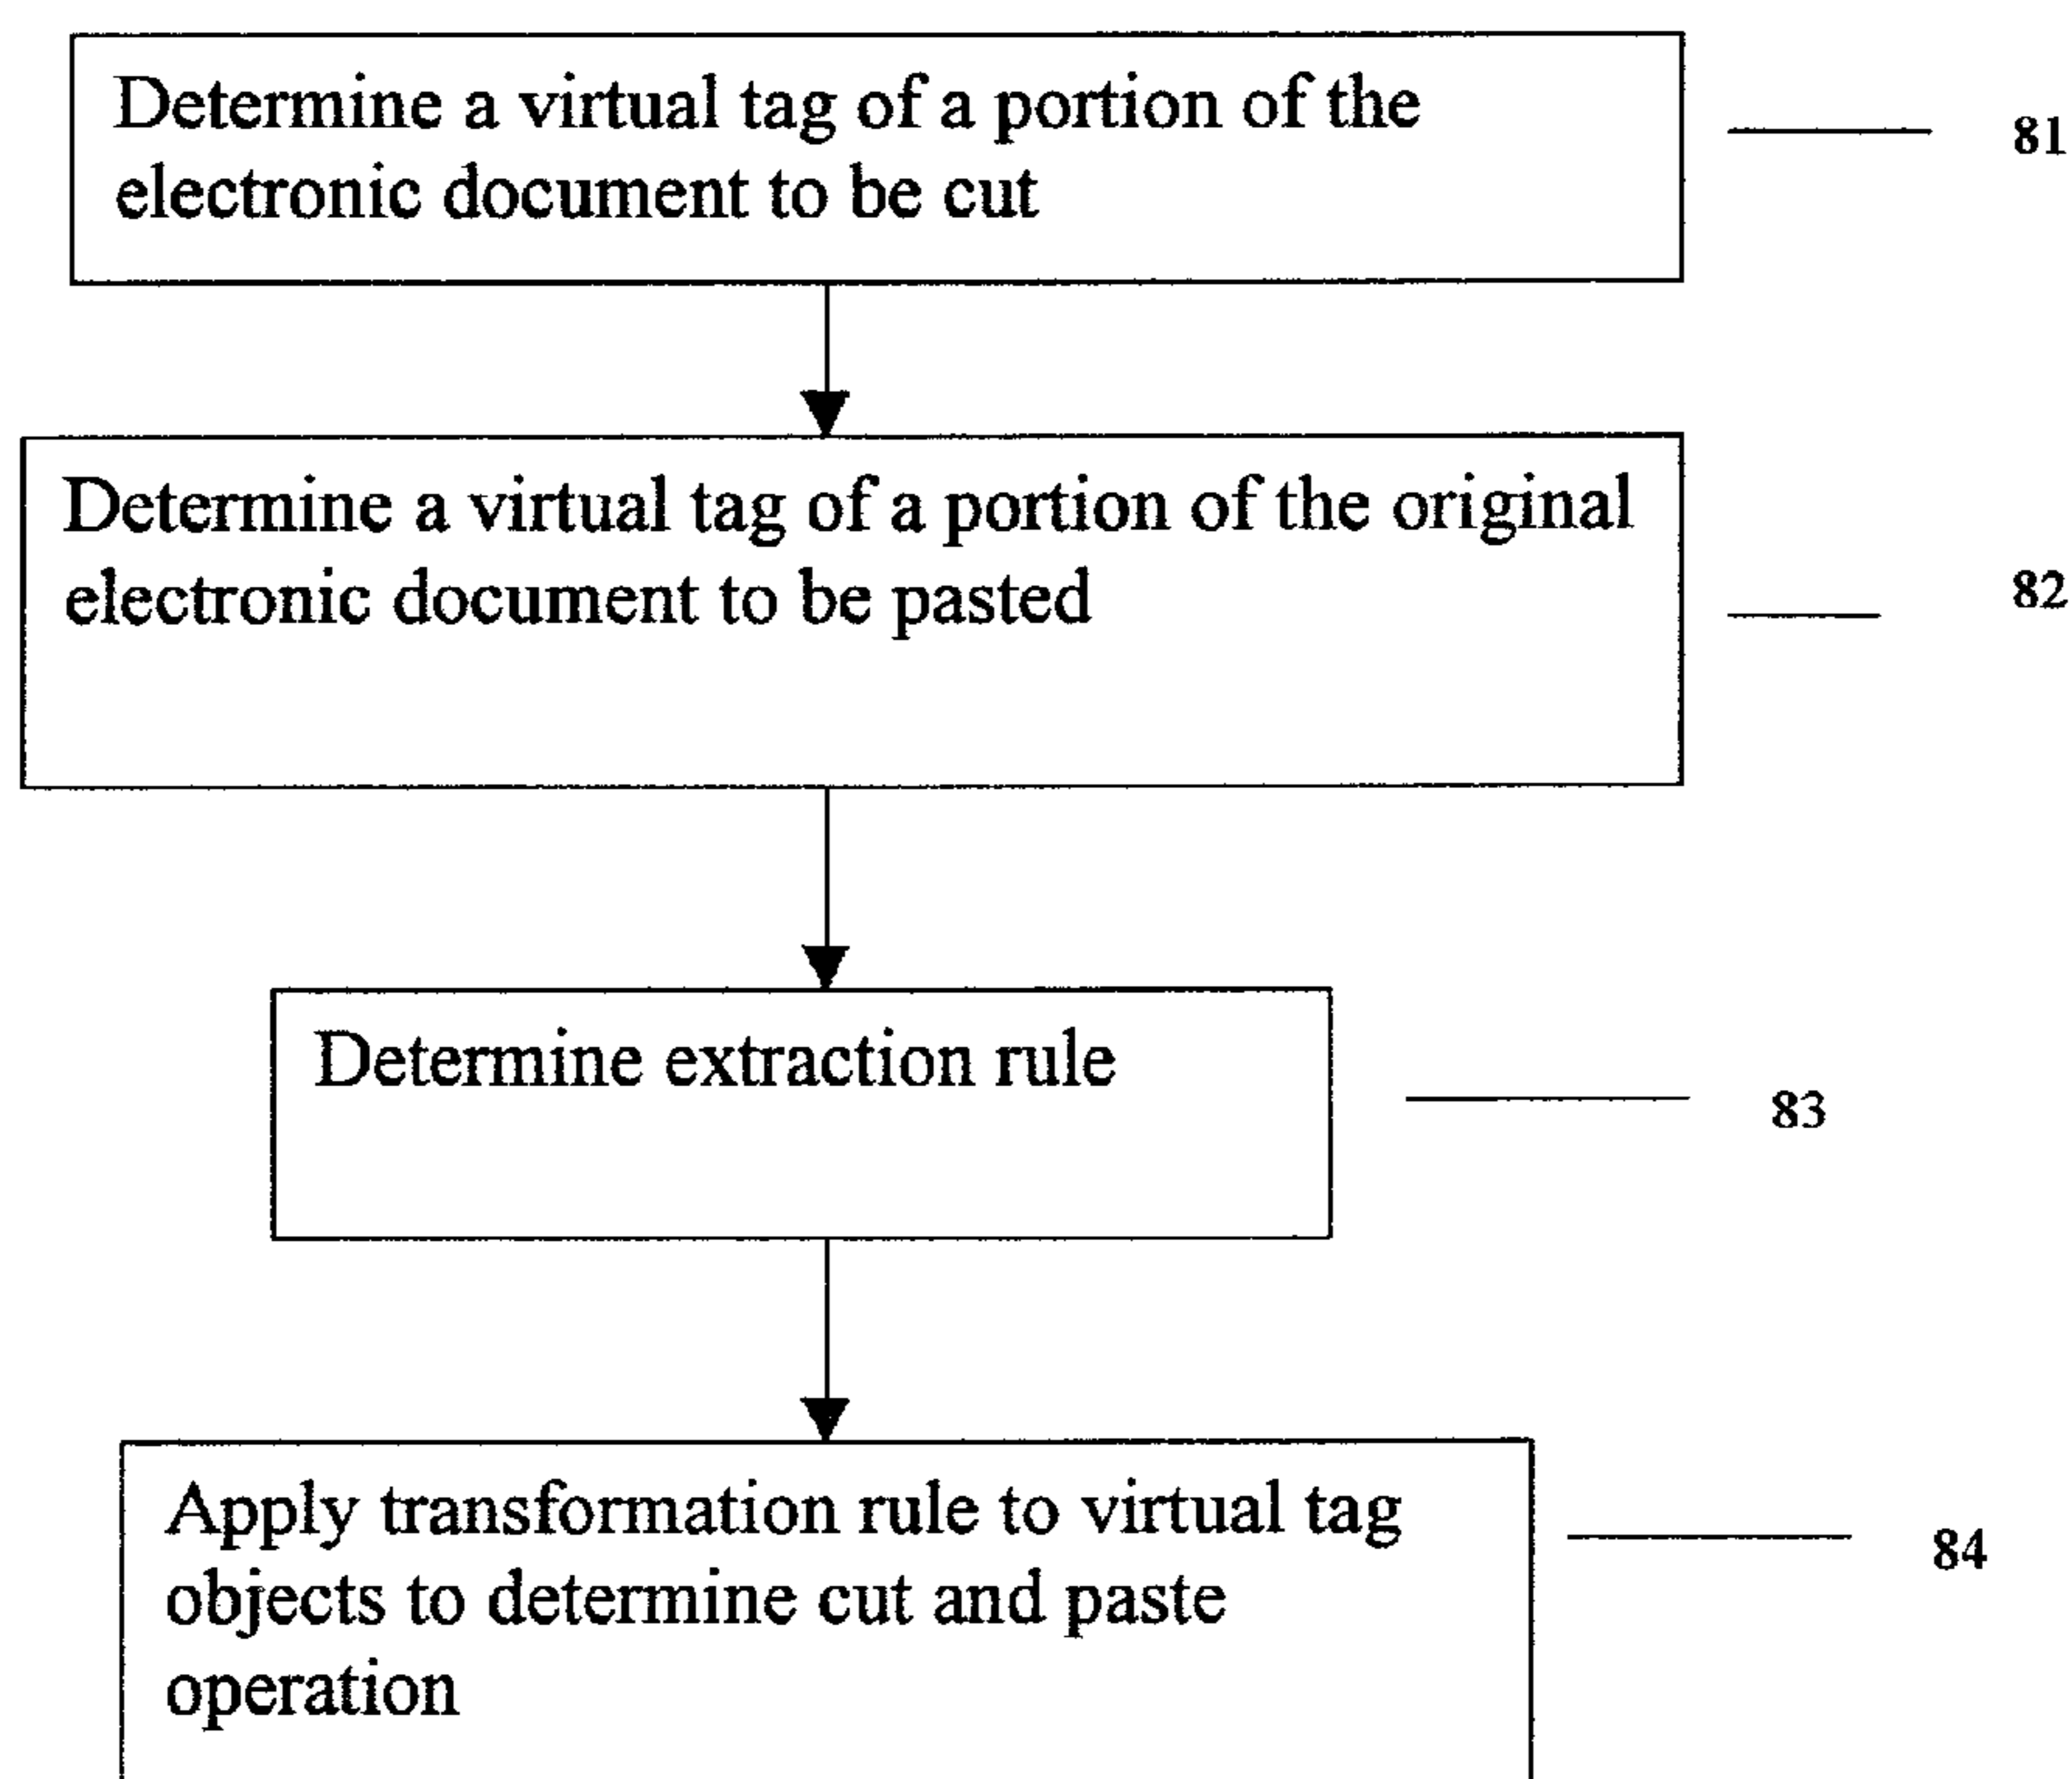 Determine a virtual tag of a portion of the
electronic document to be cut
81
Determine a virtual tag of a portion of the original
electronic document to be pasted
82
Determine extraction rule
83
Apply transformation rule to virtual tag
objects to determine cut and paste
operation
84